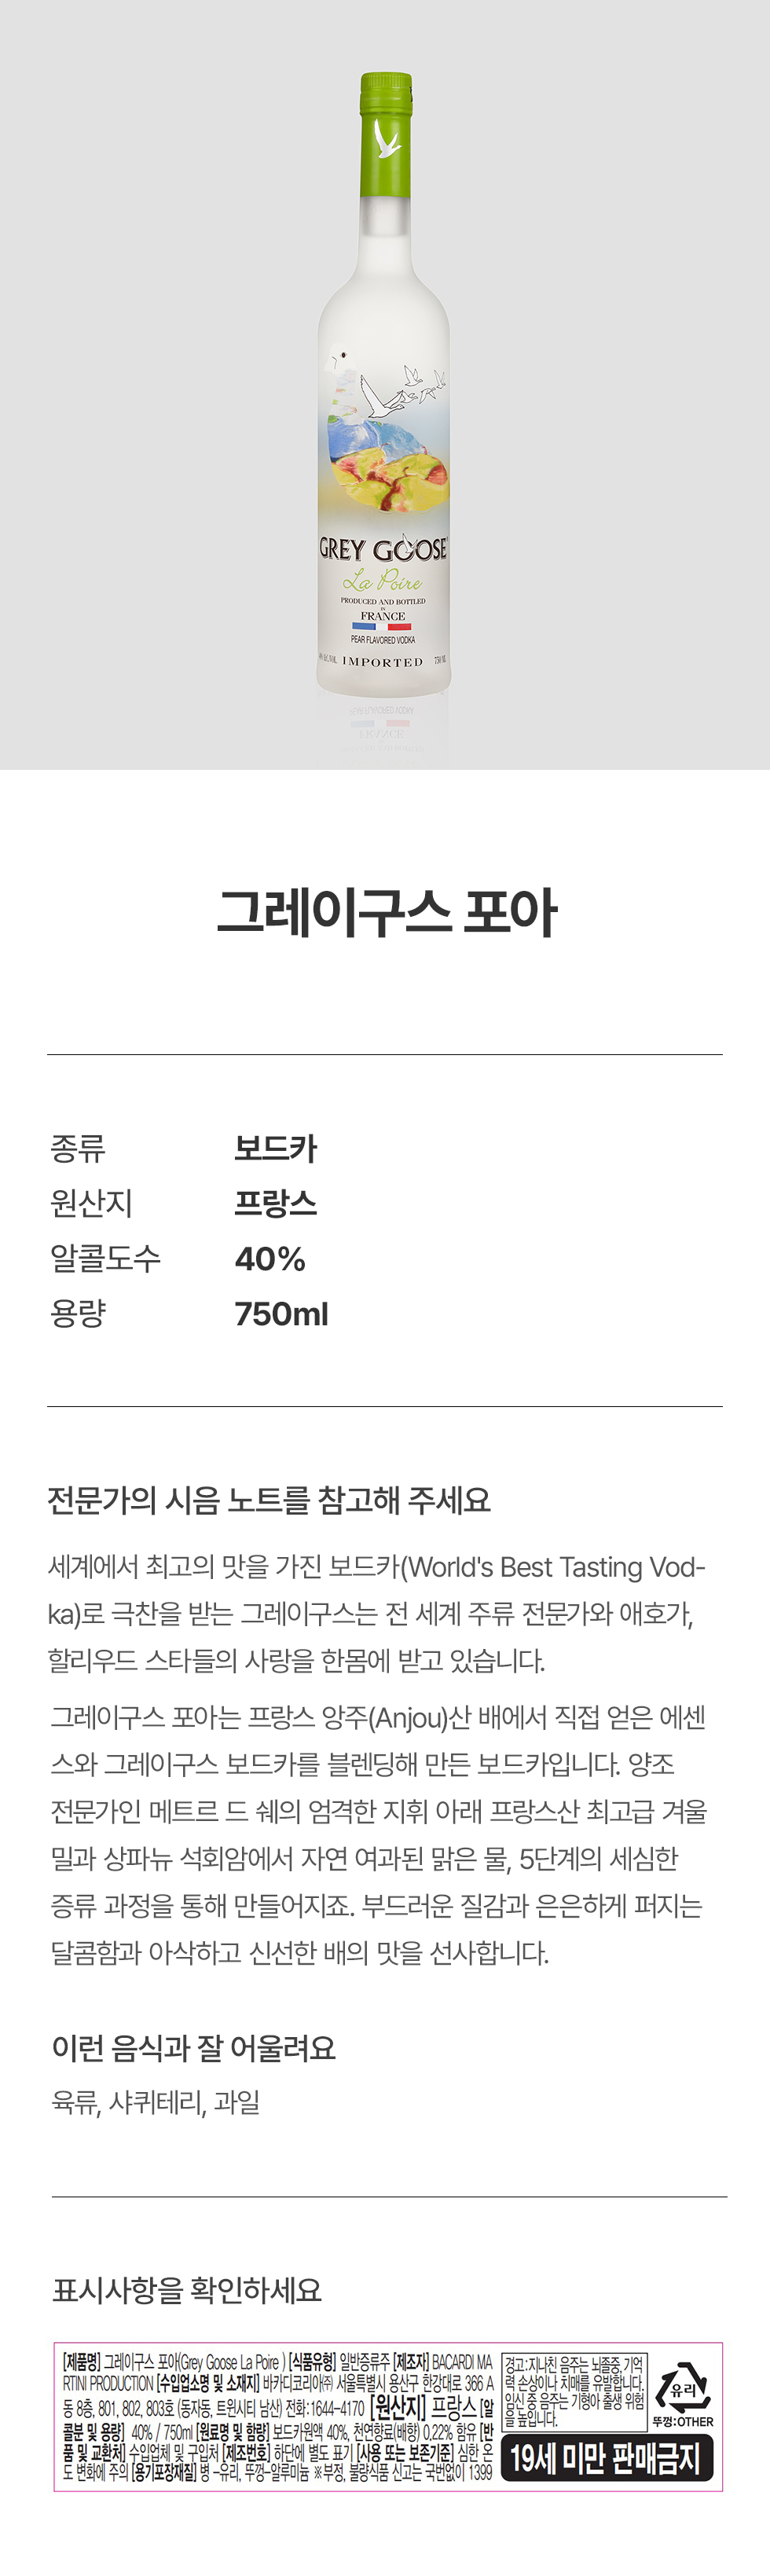 GREY GOOSE
La Poire
PRODUCED AND BOTTLED
IN
FRANCE
PEAR FLAVORED VODKA
IMPORTED
750 ML
그레이구스 포아
종류 보드카
원산지 프랑스
알콜도수 40%
용량 750ml
전문가의 시음 노트를 참고해 주세요
세계에서 최고의 맛을 가진 보드카(World's Best Tasting Vod-
ka)로 극찬을 받는 그레이구스는 전 세계 주류 전문가와 애호가,
할리우드 스타들의 사랑을 한몸에 받고 있습니다.
그레이구스 포아는 프랑스 앙주(Anjou)산 배에서 직접 얻은 에센
스와 그레이구스 보드카를 블렌딩해 만든 보드카입니다. 양조
전문가인 메트르 드 쉐의 엄격한 지휘 아래 프랑스산 최고급 겨울
밀과 상파뉴 석회암에서 자연 여과된 맑은 물, 5단계의 세심한
증류 과정을 통해 만들어지죠. 부드러운 질감과 은은하게 퍼지는
달콤함과 아삭하고 신선한 배의 맛을 선사합니다.
이런 음식과 잘 어울려요
육류, 샤퀴테리, 과일
표시사항을 확인하세요
[제품명] 그레이구스 포아(Grey Goose La Poire ) [식품유형] 일반증류주 [제조자] BACARDI MA
RTINI PRODUCTION [수입업소명 및 소재지] 바카디코리아㈜ 서울특별시 용산구 한강대로 366 A
동 8층, 801, 802, 803호 (동자동, 트윈시티 남산) 전화:1644-4170 [원산지] 프랑스 [알
콜분 및 용량] 40% / 750ml [원료명 및 함량] 보드카원액 40%, 천연향료(배향) 0.22% 함유 [반
품 및 교환처] 수입업체 및 구입처 [제조번호] 하단에 별도 표기 [사용 또는 보존기준] 심한 온
도 변화에 주의 [용기포장재질] 병 -유리, 뚜껑-알루미늄 ※부정, 불량식품 신고는 국번없이 1399
경고:지나친 음주는 뇌졸중, 기억
력 손상이나 치매를 유발합니다.
임신 중 음주는 기형아 출생 위험
을 높입니다.
유리
뚜껑:OTHER
19세 미만 판매금지